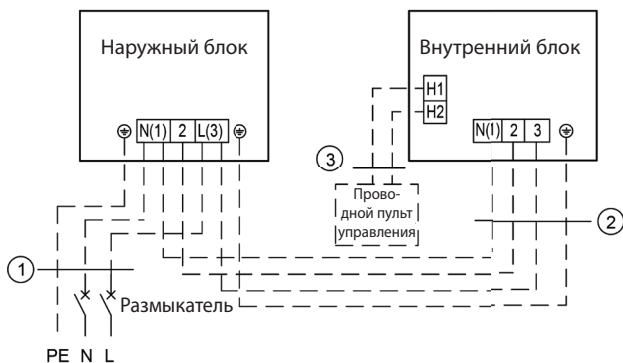 Наружный блок
Внутренний блок
H1
H2
N(1) 2 L(3)
N(I) 2 3
3
Прово-
дной пульт
управления
2
1
Размыкатель
PE N L